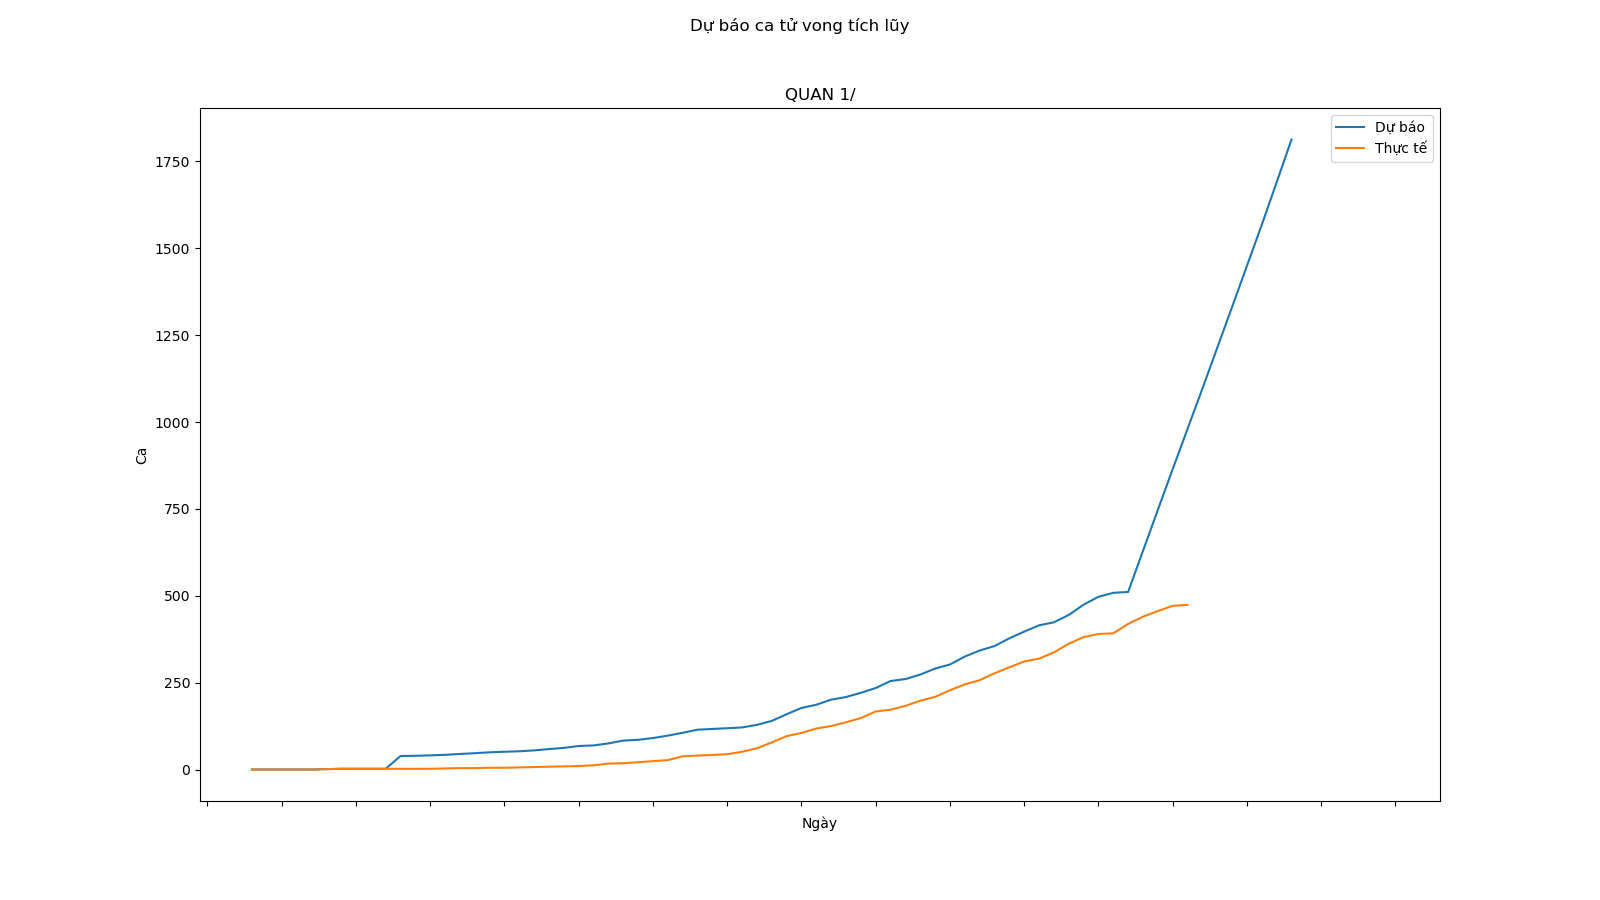 Dự báo ca tử vong tích lũy
QUAN 1/
Dự báo
Thực tế
1750
1500
1250
1000
750
500
250
0
Ca
Ngày